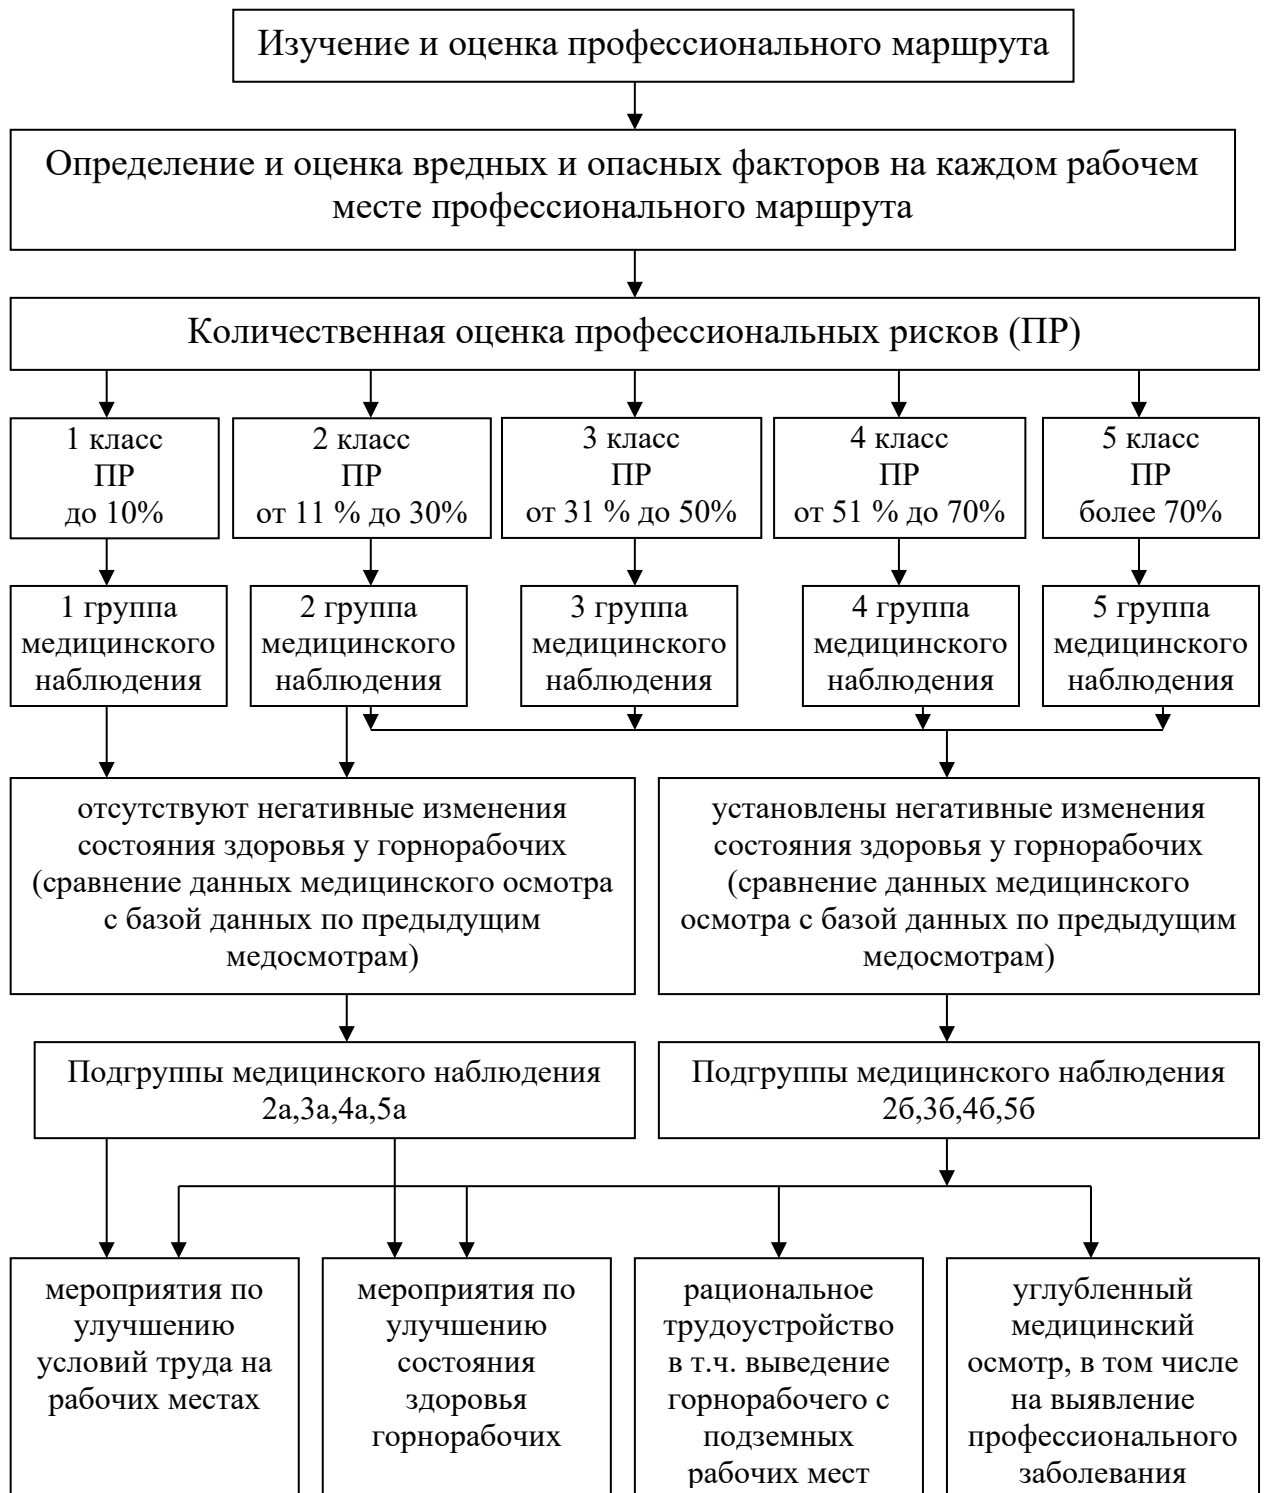 Изучение и оценка профессионального маршрута
Определение и оценка вредных и опасных факторов на каждом рабочем
месте профессионального маршрута
Количественная оценка профессиональных рисков (ПР)
1 класс
ПР
до 10%
2 класс
ПР
от 11 % до 30%
3 класс
ПР
от 31 % до 50%
4 класс
ПР
от 51 % до 70%
5 класс
ПР
более 70%
1 группа
медицинского
наблюдения
2 группа
медицинского
наблюдения
3 группа
медицинского
наблюдения
4 группа
медицинского
наблюдения
5 группа
медицинского
наблюдения
отсутствуют негативные изменения
состояния здоровья у горнорабочих
(сравнение данных медицинского осмотра
с базой данных по предыдущим
медосмотрам)
установлены негативные изменения
состояния здоровья у горнорабочих
(сравнение данных медицинского
осмотра с базой данных по предыдущим
медосмотрам)
Подгруппы медицинского наблюдения
2а,3а,4а,5а
Подгруппы медицинского наблюдения
2б,3б,4б,5б
мероприятия по
улучшению
условий труда на
рабочих местах
мероприятия по
улучшению
состояния
здоровья
горнорабочих
рациональное
трудоустройство
в т.ч. выведение
горнорабочего с
подземных
рабочих мест
углубленный
медицинский
осмотр, в том числе
на выявление
профессионального
заболевания